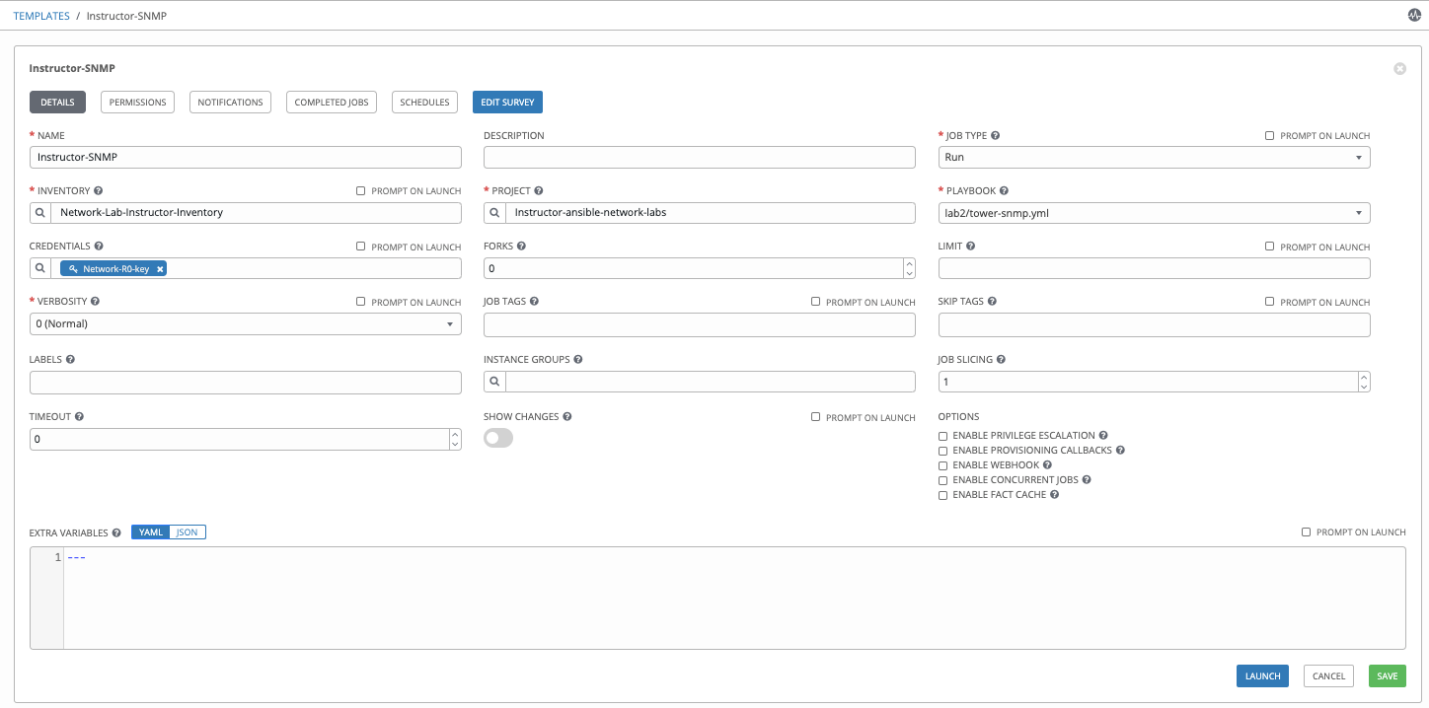 TEMPLATES / Instructor-SNMP
Instructor-SNMP
DETAILS PERMISSIONS NOTIFICATIONS COMPLETED JOBS SCHEDULES EDIT SURVEY
* NAME DESCRIPTION * JOB TYPE PROMPT ON LAUNCH
Instructor-SNMP Run
* INVENTORY PROMPT ON LAUNCH * PROJECT * PLAYBOOK
Network-Lab-Instructor-Inventory Instructor-ansible-network-labs lab2/tower-snmp.yml
CREDENTIALS PROMPT ON LAUNCH FORKS LIMIT PROMPT ON LAUNCH
Network-R0-key 0
* VERBOSITY PROMPT ON LAUNCH JOB TAGS PROMPT ON LAUNCH SKIP TAGS PROMPT ON LAUNCH
0 (Normal)
LABELS INSTANCE GROUPS JOB SLICING
1
TIMEOUT SHOW CHANGES PROMPT ON LAUNCH OPTIONS
0
ENABLE PRIVILEGE ESCALATION
ENABLE PROVISIONING CALLBACKS
ENABLE WEBHOOK
ENABLE CONCURRENT JOBS
ENABLE FACT CACHE
EXTRA VARIABLES YAML JSON PROMPT ON LAUNCH
1 ---
LAUNCH CANCEL SAVE